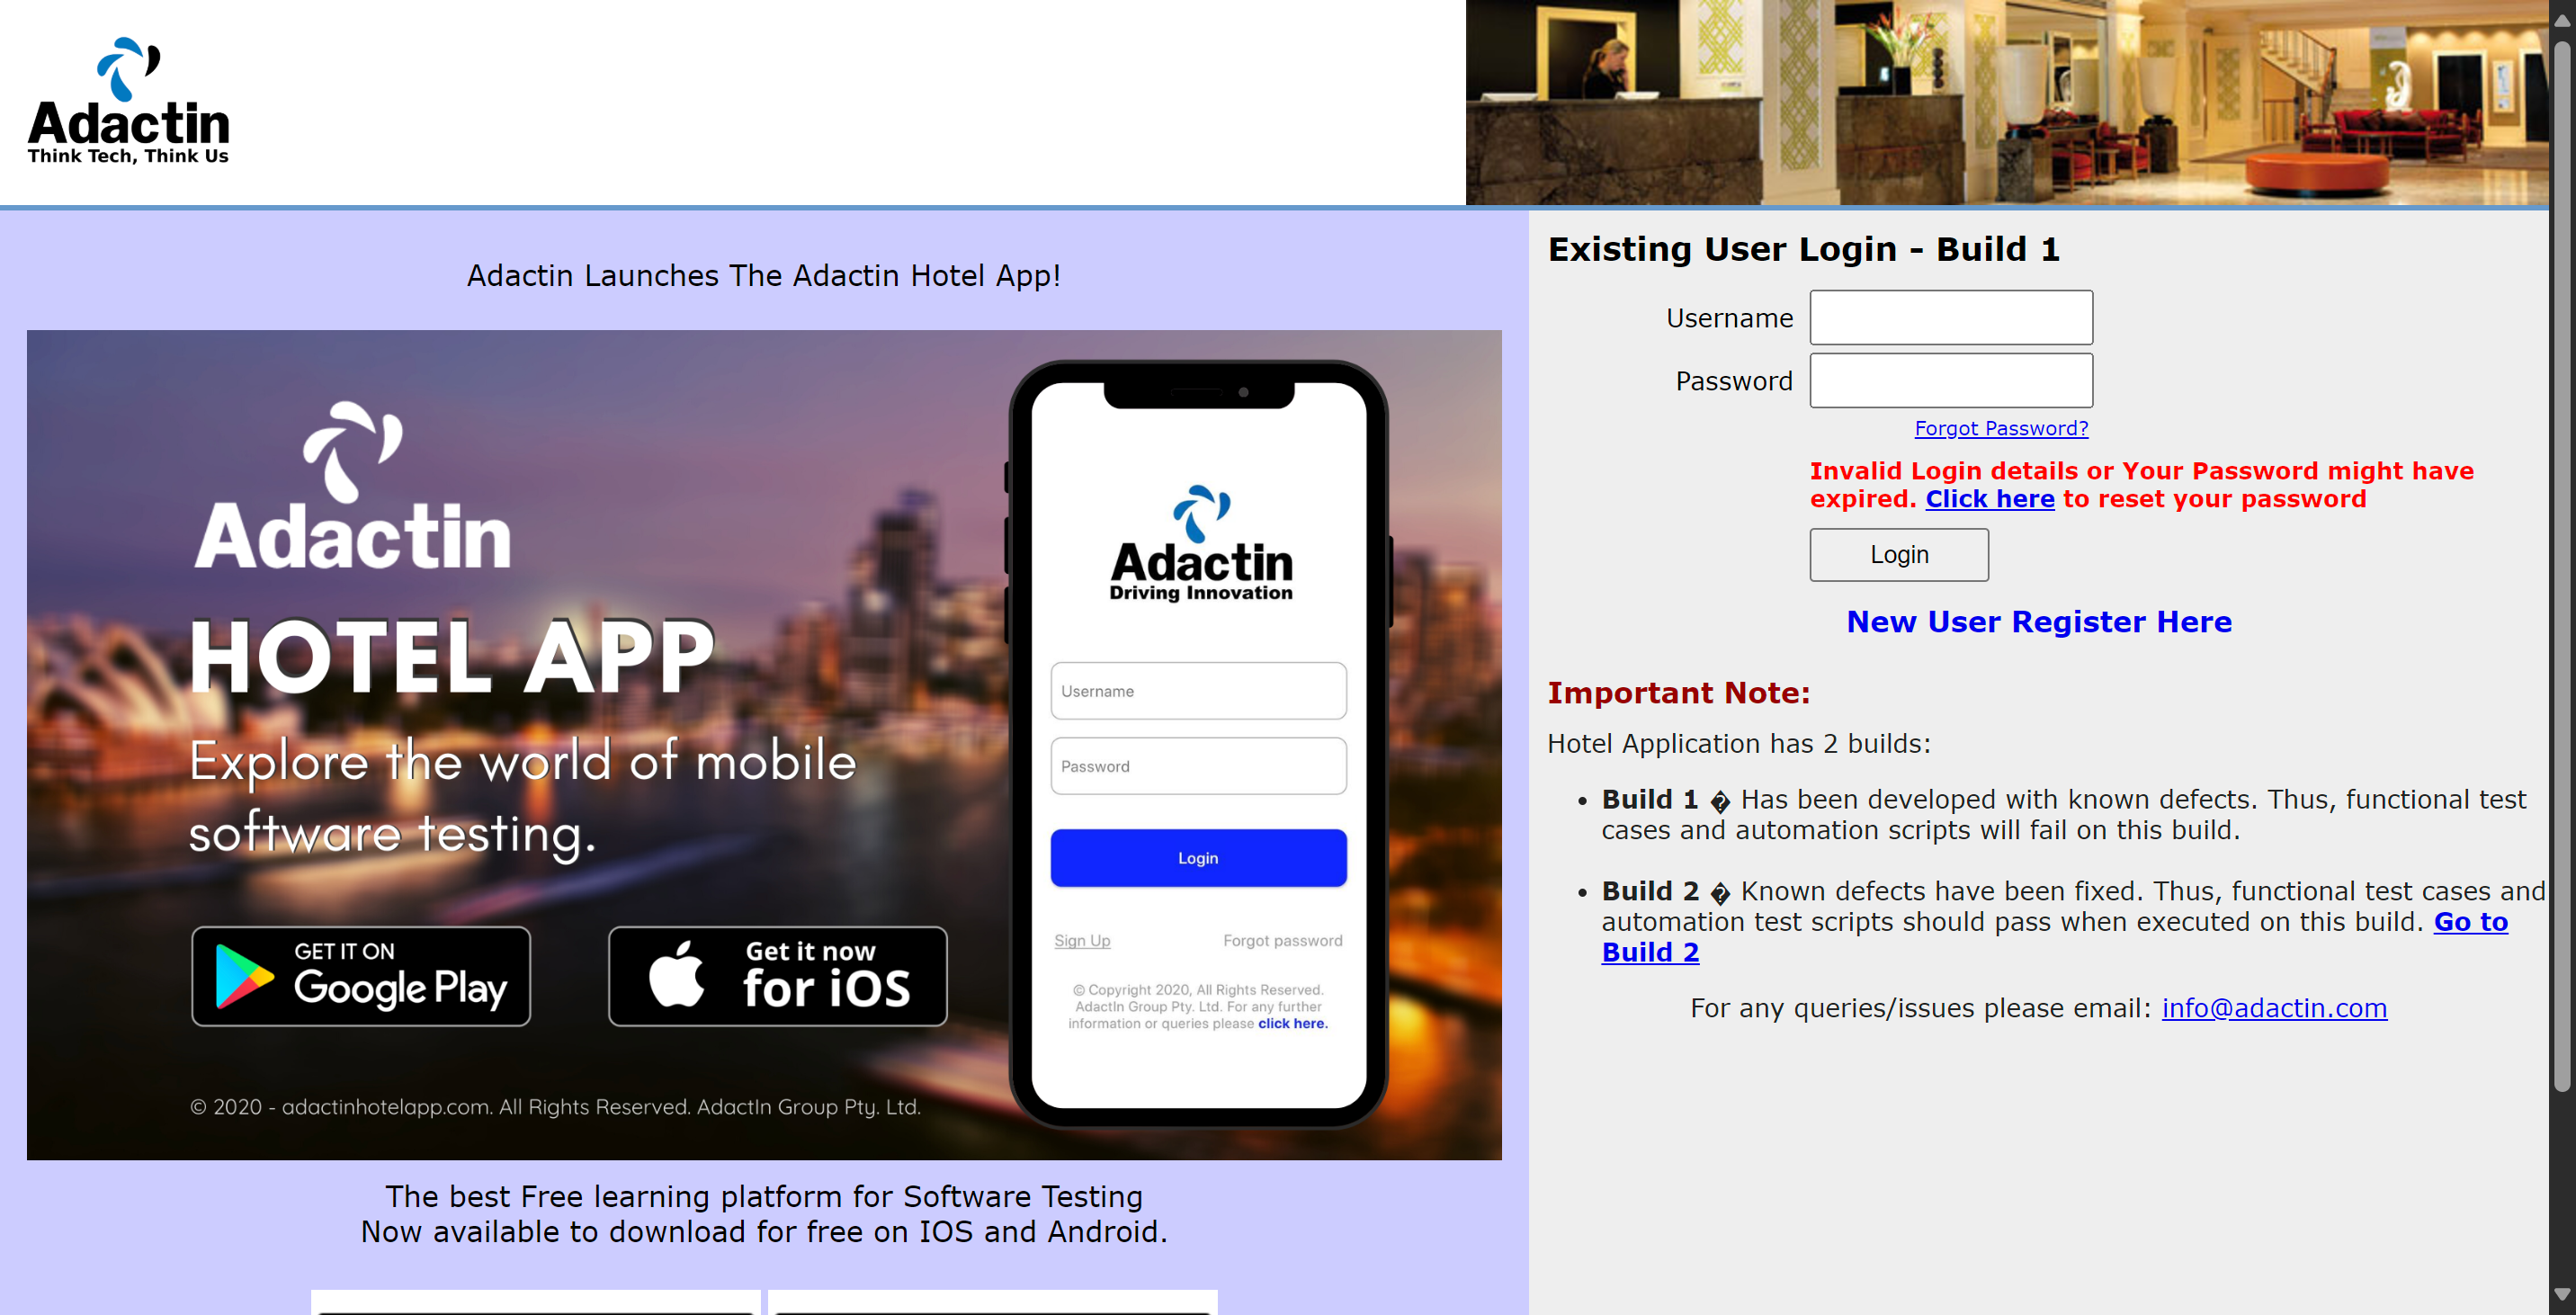 Adactin
Think Tech, Think Us
Adactin Launches The Adactin Hotel App!
Adactin
HOTEL APP
Explore the world of mobile
software testing.
GET IT ON
Google Play
Get it now
for iOS
© 2020 - adactinhotelapp.com. All Rights Reserved. AdactIn Group Pty. Ltd.
Adactin
Driving Innovation
Username
Password
Login
Sign Up Forgot password
© Copyright 2020, All Rights Reserved.
AdactIn Group Pty. Ltd. For any further
information or queries please click here.
The best Free learning platform for Software Testing
Now available to download for free on IOS and Android.
Existing User Login - Build 1
Username
Password
Forgot Password?
Invalid Login details or Your Password might have
expired. Click here to reset your password
Login
New User Register Here
Important Note:
Hotel Application has 2 builds:
• Build 1 � Has been developed with known defects. Thus, functional test
cases and automation scripts will fail on this build.
• Build 2 � Known defects have been fixed. Thus, functional test cases and
automation test scripts should pass when executed on this build. Go to
Build 2
For any queries/issues please email: info@adactin.com